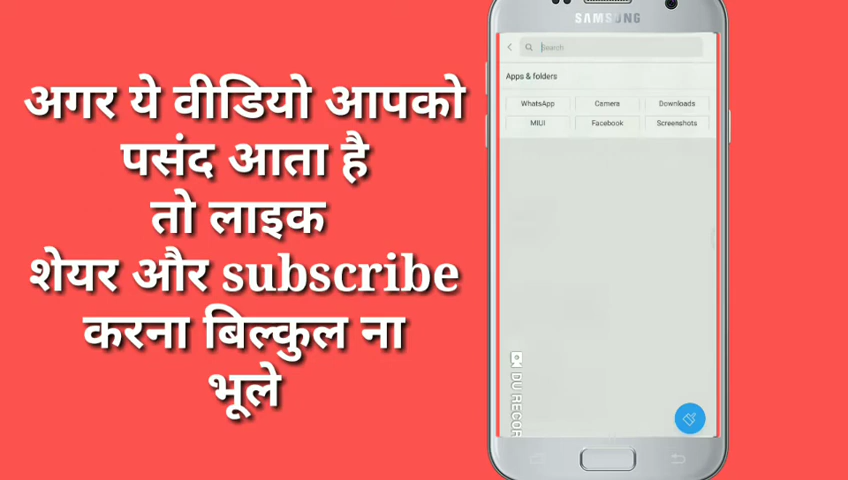 अगर ये वीडियो आपको
पसंद आता है
तो लाइक
शेयर और subscribe
करना बिल्कुल ना
भूले
SAMSUNG
Search
Apps & folders
WhatsApp Camera Downloads
MIUI Facebook Screenshots
DU RECOR